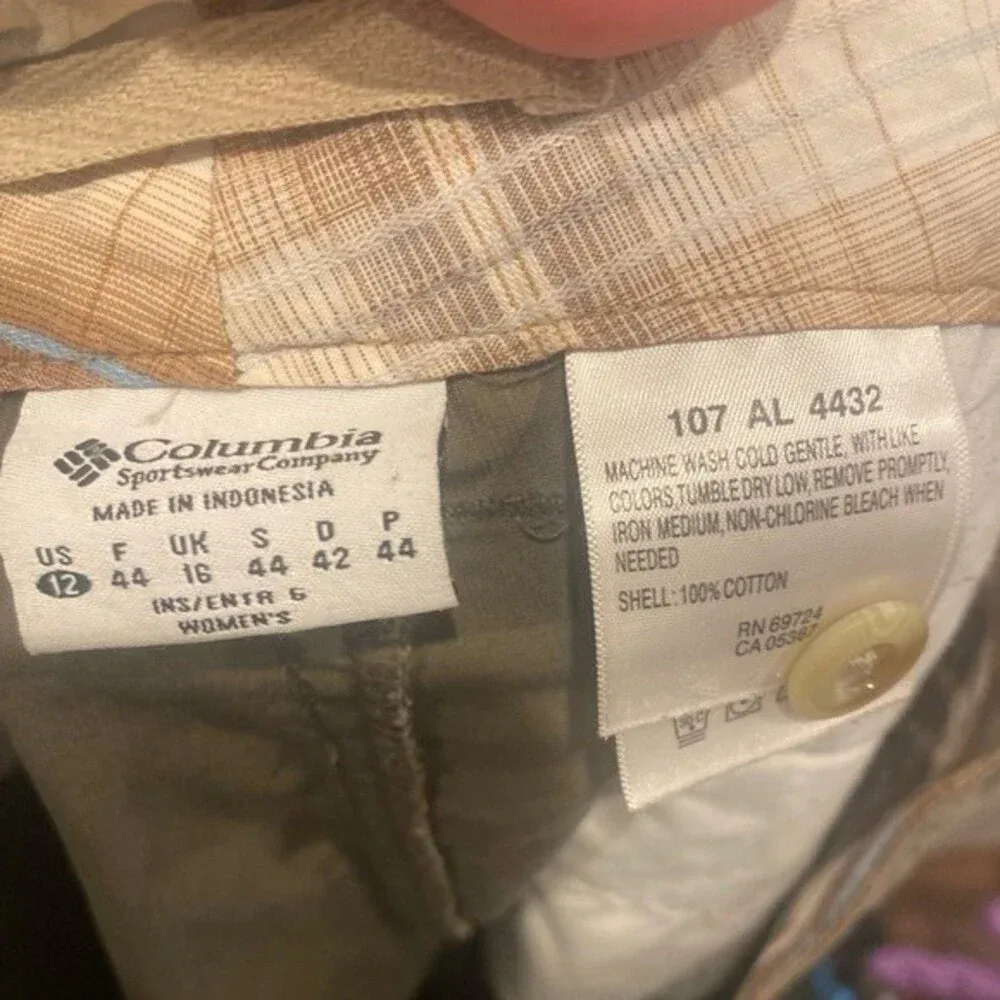 Columbia
Sportswear Company
MADE IN INDONESIA
US F UK S D P
12 44 16 44 42 44
INS/ENTR 6
WOMEN'S
107 AL 4432
MACHINE WASH COLD GENTLE, WITH LIKE
COLORS, TUMBLE DRY LOW, REMOVE PROMPTLY,
IRON MEDIUM, NON-CHLORINE BLEACH WHEN
NEEDED
SHELL: 100% COTTON
RN 69724
CA 05367